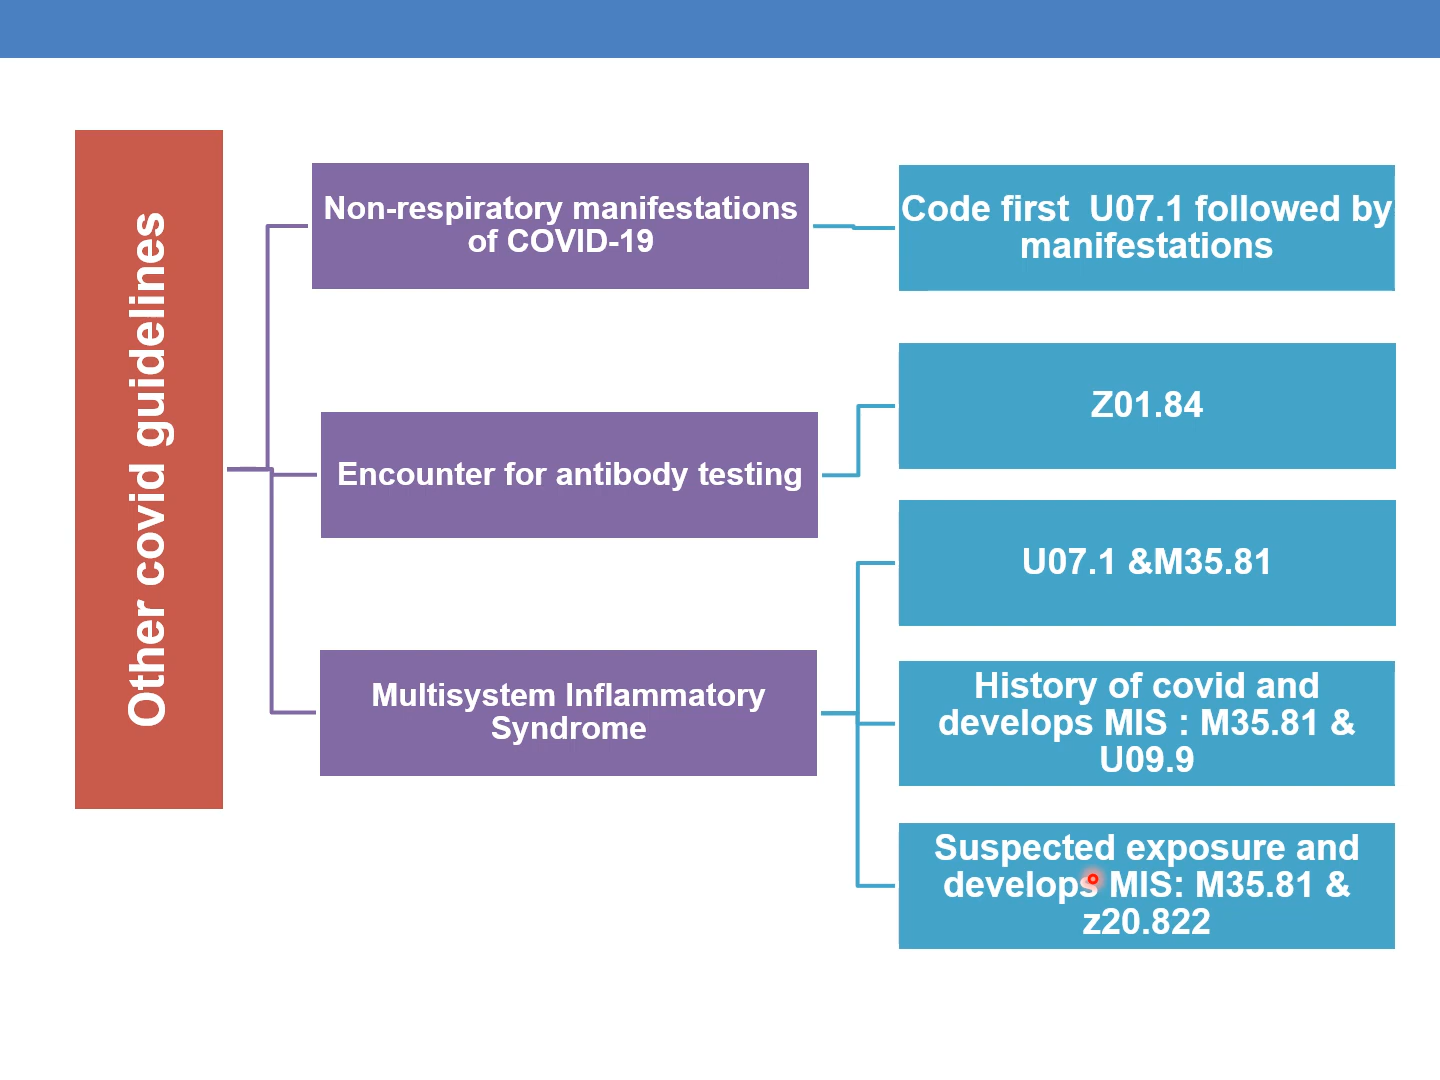 Other covid guidelines
Non-respiratory manifestations
of COVID-19
Code first  U07.1 followed by
manifestations
Encounter for antibody testing
Z01.84
Multisystem Inflammatory
Syndrome
U07.1 &M35.81
History of covid and
develops MIS : M35.81 &
U09.9
Suspected exposure and
develops MIS: M35.81 &
z20.822